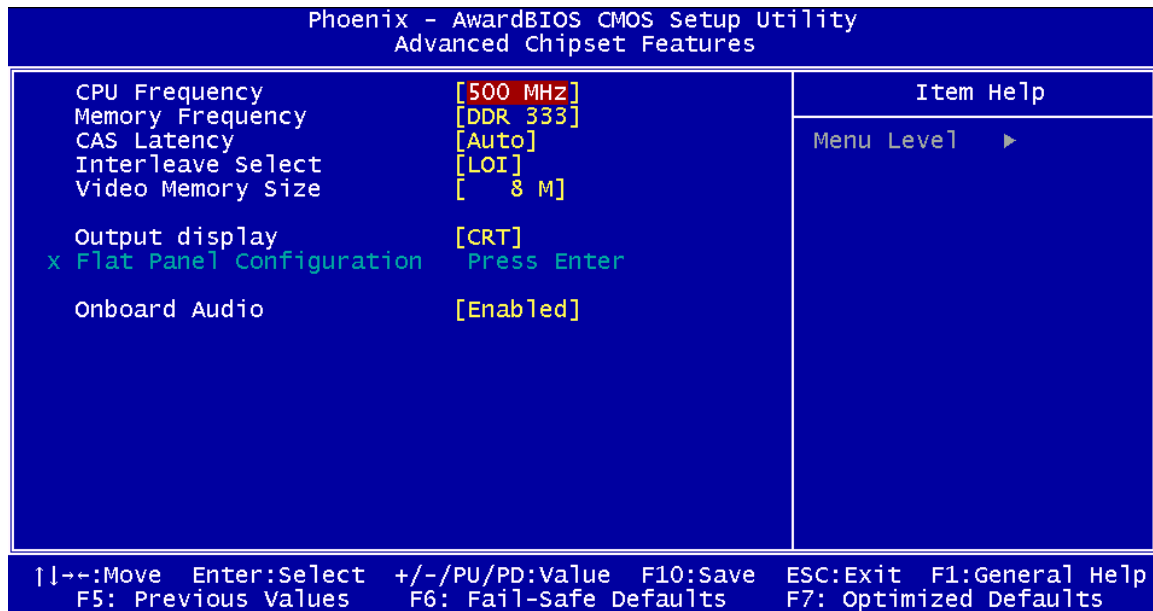 Phoenix - AwardBIOS CMOS Setup Utility
Advanced Chipset Features
CPU Frequency [500 MHz]
Memory Frequency [DDR 333]
CAS Latency [Auto]
Interleave Select [LOI]
Video Memory Size [ 8 M]
Output display [CRT]
x Flat Panel Configuration Press Enter
Onboard Audio [Enabled]
Item Help
Menu Level ▶
↑↓→←:Move Enter:Select +/-/PU/PD:Value F10:Save ESC:Exit F1:General Help
F5: Previous Values F6: Fail-Safe Defaults F7: Optimized Defaults